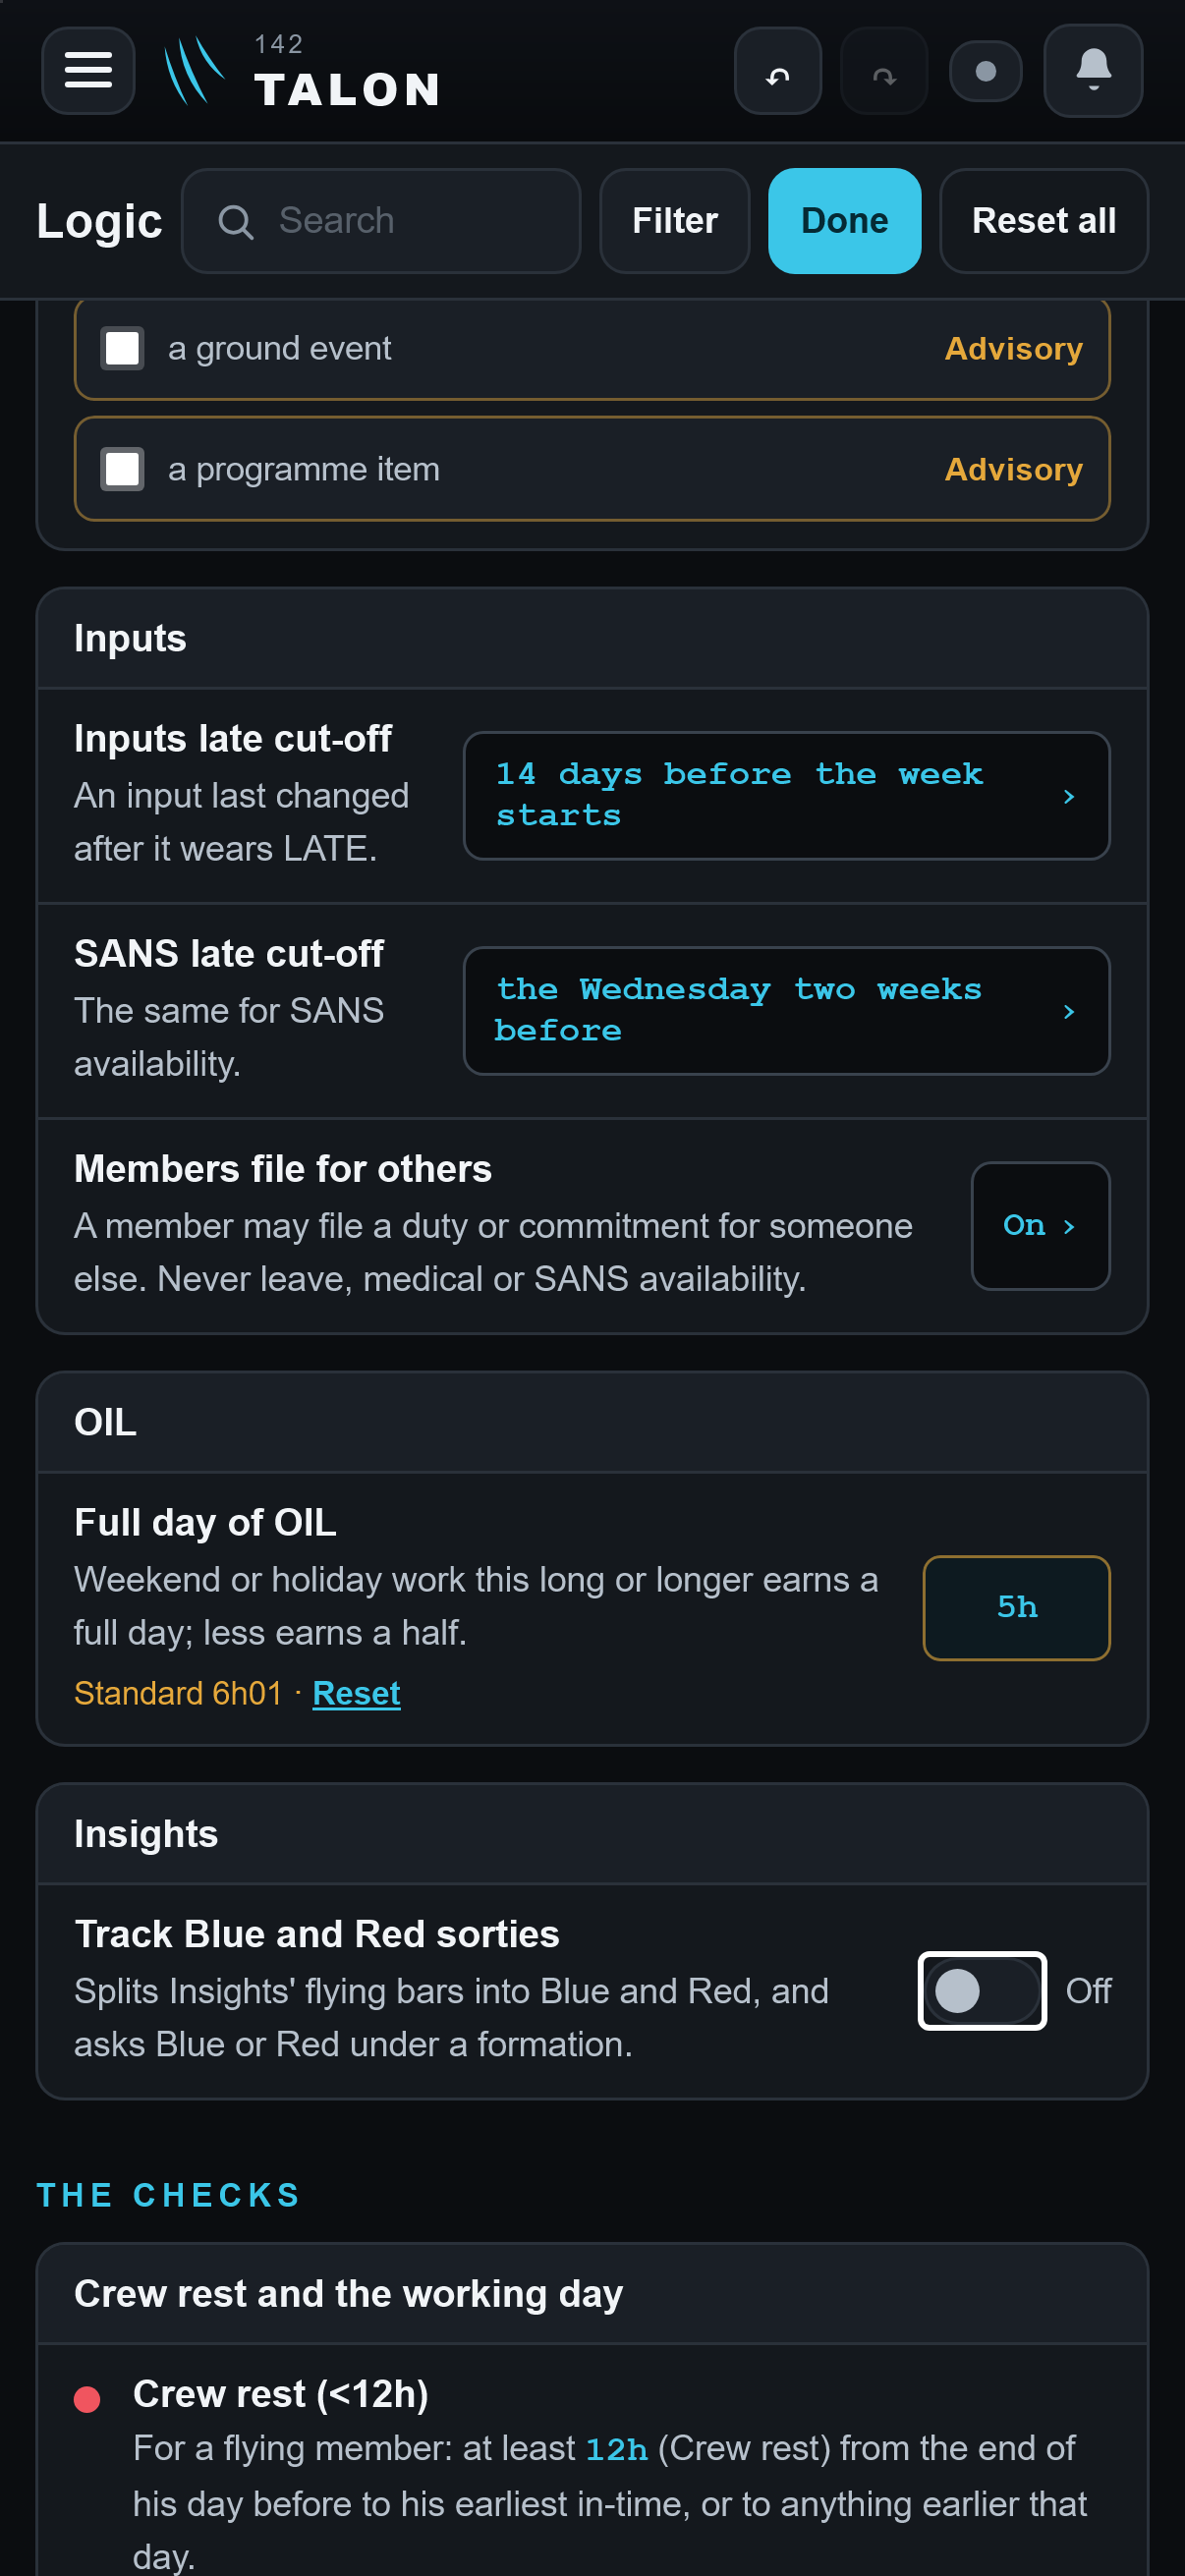 142
TALON
Logic
Search
Filter
Done
Reset all
a ground event
Advisory
a programme item
Advisory
Inputs
Inputs late cut-off
An input last changed
after it wears LATE.
14 days before the week
starts
›
SANS late cut-off
The same for SANS
availability.
the Wednesday two weeks
before
›
Members file for others
A member may file a duty or commitment for someone
else. Never leave, medical or SANS availability.
On ›
OIL
Full day of OIL
Weekend or holiday work this long or longer earns a
full day; less earns a half.
Standard 6h01 · Reset
5h
Insights
Track Blue and Red sorties
Splits Insights' flying bars into Blue and Red, and
asks Blue or Red under a formation.
Off
THE CHECKS
Crew rest and the working day
Crew rest (<12h)
For a flying member: at least 12h (Crew rest) from the end of
his day before to his earliest in-time, or to anything earlier that
day.